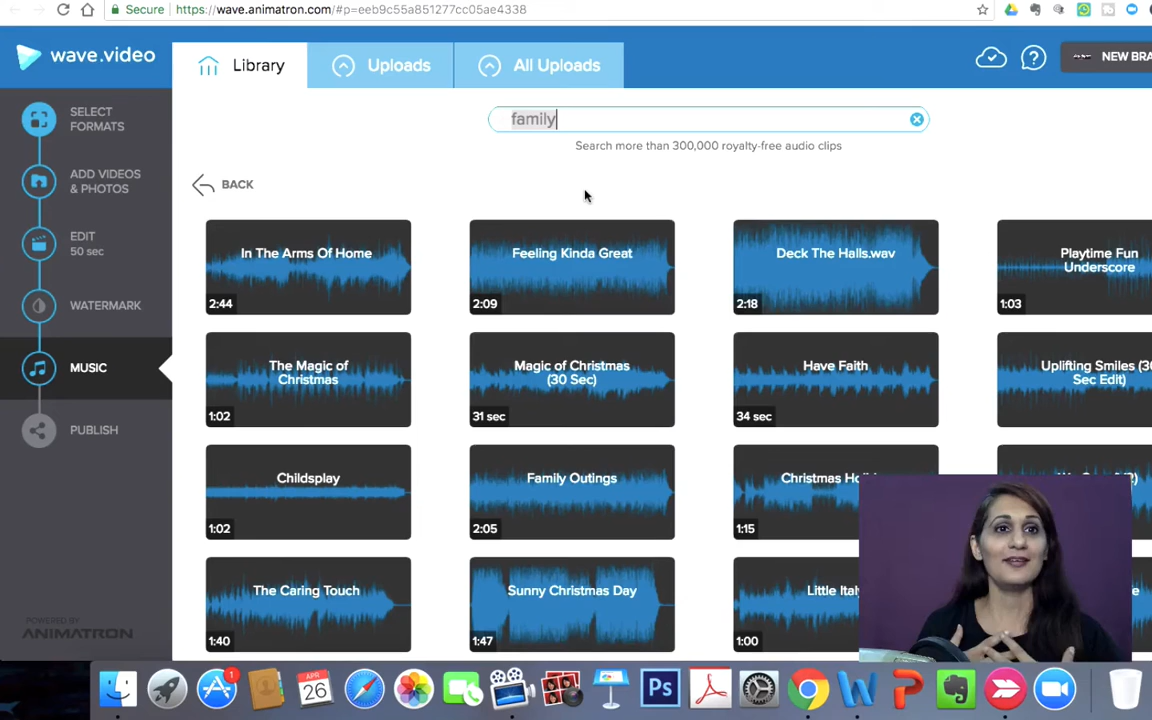 Secure https://wave.animatron.com/#p=eeb9c55a851277cc05ae4338
wave.video
Library
Uploads
All Uploads
NEW BRA
SELECT
FORMATS
ADD VIDEOS
& PHOTOS
EDIT
50 sec
WATERMARK
MUSIC
PUBLISH
POWERED BY
ANIMATRON
family
Search more than 300,000 royalty-free audio clips
BACK
In The Arms Of Home
2:44
Feeling Kinda Great
2:09
Deck The Halls.wav
2:18
Playtime Fun
Underscore
1:03
The Magic of
Christmas
1:02
Magic of Christmas
(30 Sec)
31 sec
Have Faith
34 sec
Uplifting Smiles (30
Sec Edit)
Childsplay
1:02
Family Outings
2:05
Christmas
1:15
The Caring Touch
1:40
Sunny Christmas Day
1:47
Little
1:00
1
APR
26
Ps